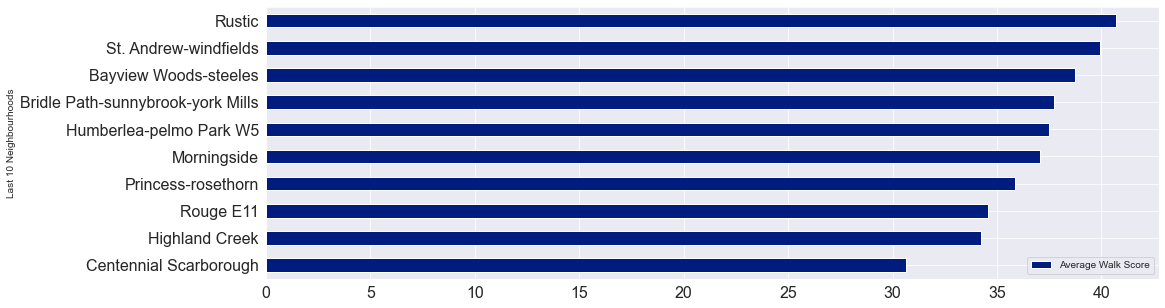 Last 10 Neighbourhoods
Rustic
St. Andrew-windfields
Bayview Woods-steeles
Bridle Path-sunnybrook-york Mills
Humberlea-pelmo Park W5
Morningside
Princess-rosethorn
Rouge E11
Highland Creek
Centennial Scarborough
Average Walk Score
0 5 10 15 20 25 30 35 40